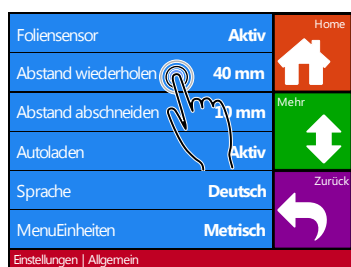 Foliensensor Aktiv
Home
Abstand wiederholen 40 mm
Abstand abschneiden 10 mm
Mehr
Autoladen Aktiv
Sprache Deutsch
Zurück
MenuEinheiten Metrisch
Einstellungen | Allgemein